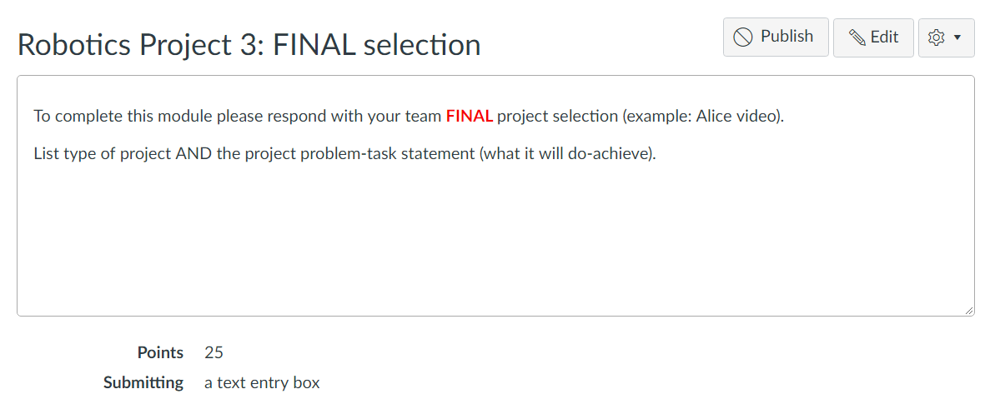 Robotics Project 3: FINAL selection
Publish
Edit
To complete this module please respond with your team FINAL project selection (example: Alice video).
List type of project AND the project problem-task statement (what it will do-achieve).
Points 25
Submitting a text entry box